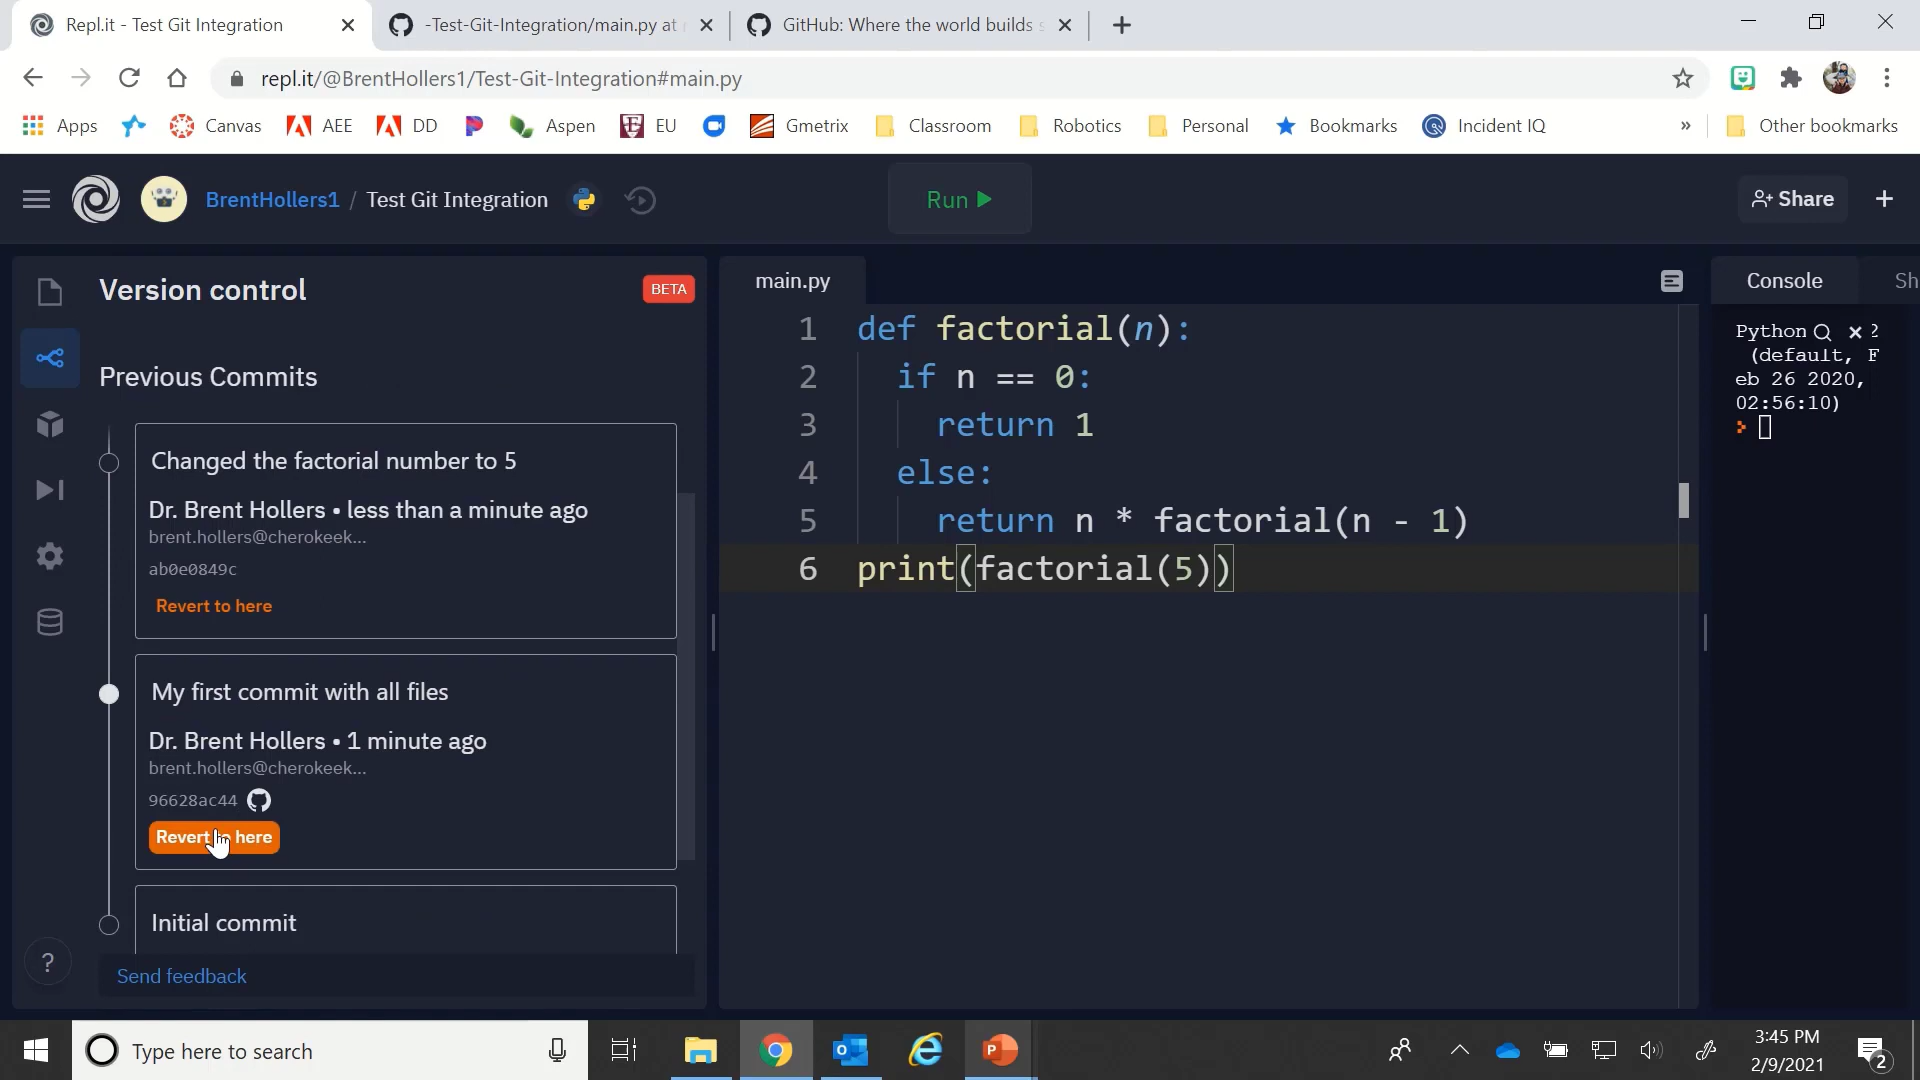 Repl.it - Test Git Integration
-Test-Git-Integration/main.py at
GitHub: Where the world builds
repl.it/@BrentHollers1/Test-Git-Integration#main.py
Apps
Canvas
AEE
DD
Aspen
EU
Gmetrix
Classroom
Robotics
Personal
Bookmarks
Incident IQ
»
Other bookmarks
BrentHollers1 / Test Git Integration
Run
Share
Version control
BETA
Previous Commits
Changed the factorial number to 5
Dr. Brent Hollers • less than a minute ago
brent.hollers@cherokeek...
ab0e0849c
Revert to here
My first commit with all files
Dr. Brent Hollers • 1 minute ago
brent.hollers@cherokeek...
96628ac44
Revert to here
Initial commit
?
Send feedback
main.py
1 def factorial(n):
2 if n == 0:
3 return 1
4 else:
5 return n * factorial(n - 1)
6 print(factorial(5))
Console
Sh
Python 2
(default, F
eb 26 2020,
02:56:10)
Type here to search
3:45 PM
2/9/2021
2